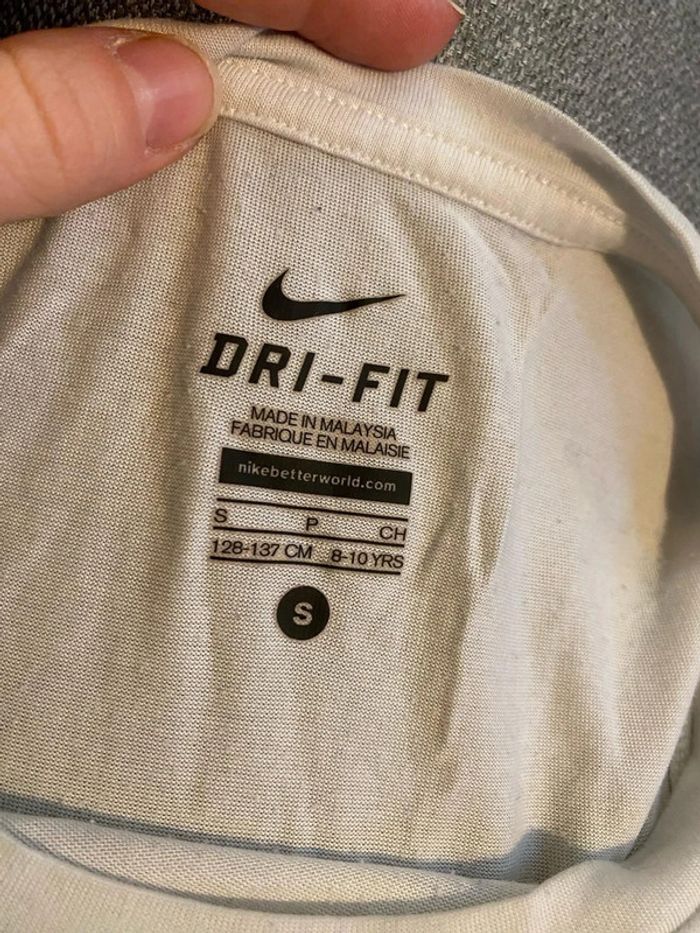 DRI-FIT
MADE IN MALAYSIA
FABRIQUE EN MALAISIE
nikebetterworld.com
S P CH
128-137 CM 8-10 YRS
S